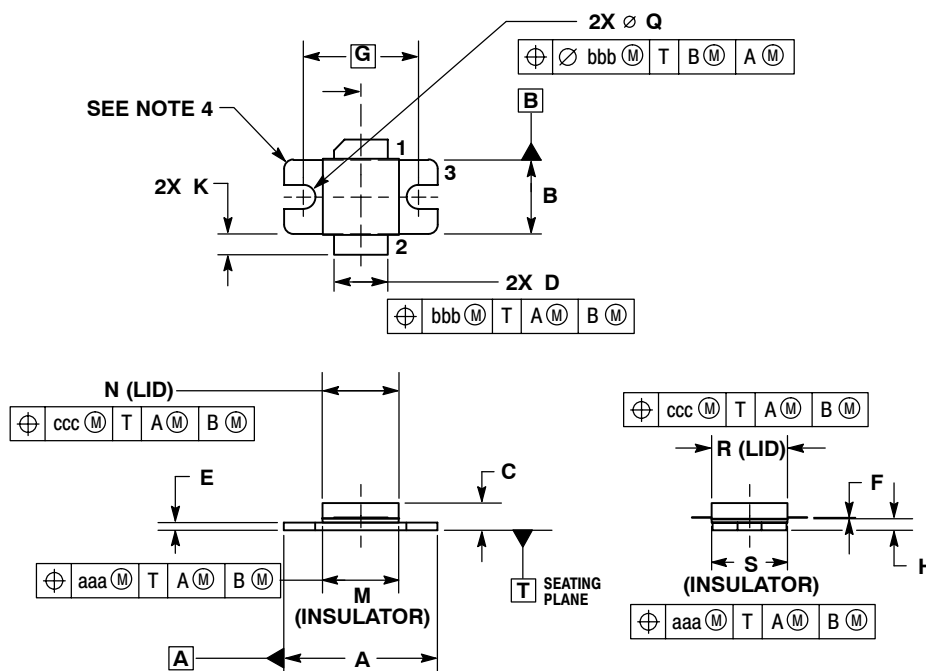 2X ⌀ Q
⌖ ⌀ bbb Ⓜ T B Ⓜ A Ⓜ
G
B
SEE NOTE 4
1
3
2X K
B
2
2X D
⌖ bbb Ⓜ T A Ⓜ B Ⓜ
N (LID)
⌖ ccc Ⓜ T A Ⓜ B Ⓜ
⌖ ccc Ⓜ T A Ⓜ B Ⓜ
R (LID)
E
C
F
H
⌖ aaa Ⓜ T A Ⓜ B Ⓜ
M
(INSULATOR)
T SEATING
PLANE
S
(INSULATOR)
⌖ aaa Ⓜ T A Ⓜ B Ⓜ
A
A